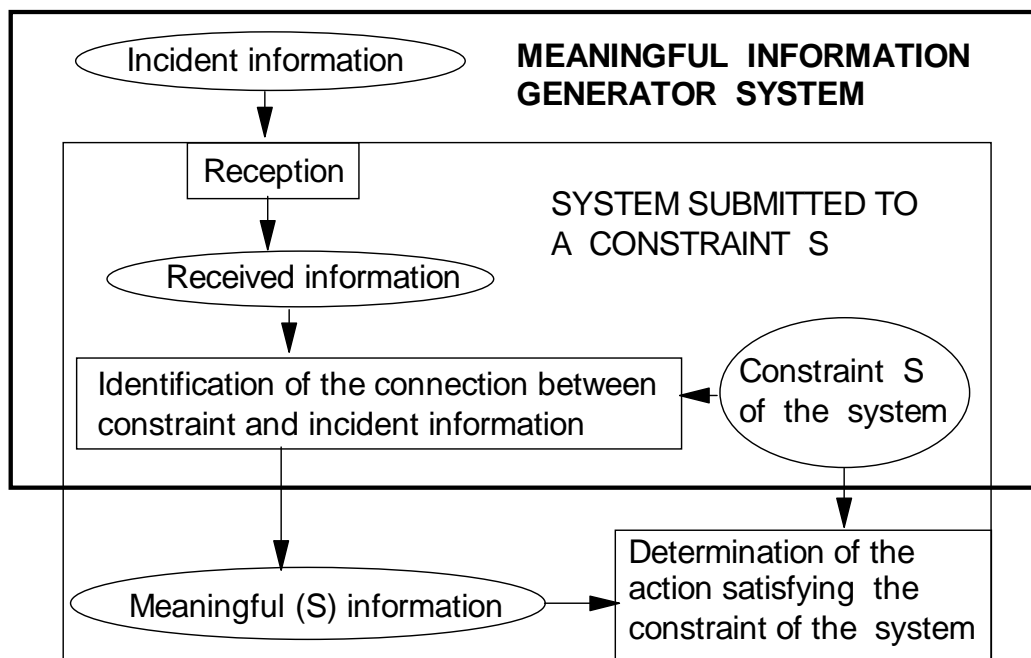 Incident information
MEANINGFUL INFORMATION
GENERATOR SYSTEM
Reception
SYSTEM SUBMITTED TO
A CONSTRAINT S
Received information
Identification of the connection between
constraint and incident information
Constraint S
of the system
Meaningful (S) information
Determination of the
action satisfying the
constraint of the system